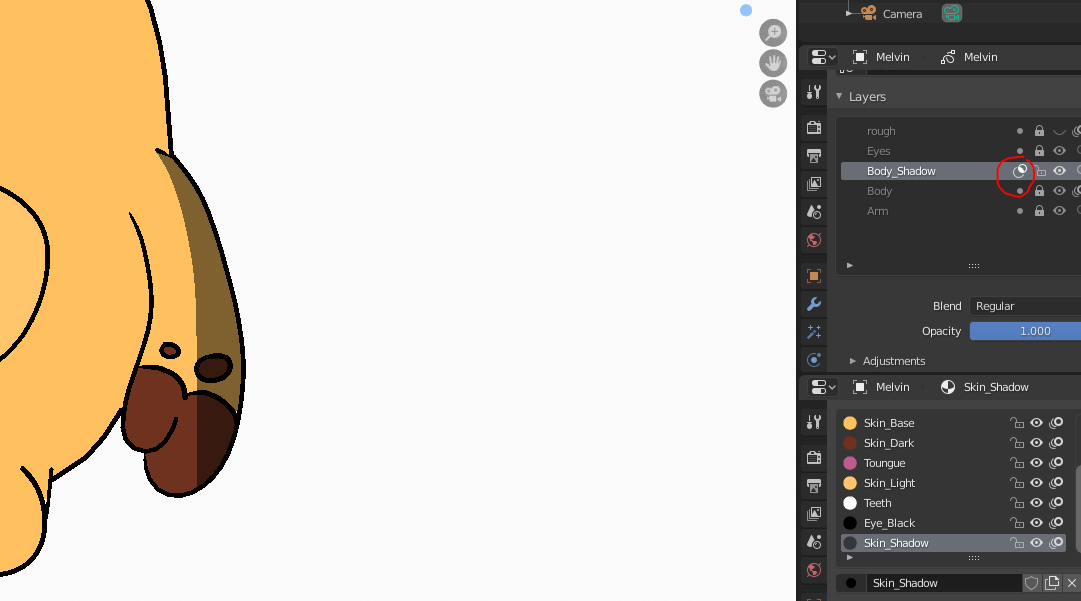 Camera
Melvin Melvin
Layers
rough
Eyes
Body_Shadow
Body
Arm
Blend Regular
Opacity 1.000
Adjustments
Melvin Skin_Shadow
Skin_Base
Skin_Dark
Toungue
Skin_Light
Teeth
Eye_Black
Skin_Shadow
Skin_Shadow